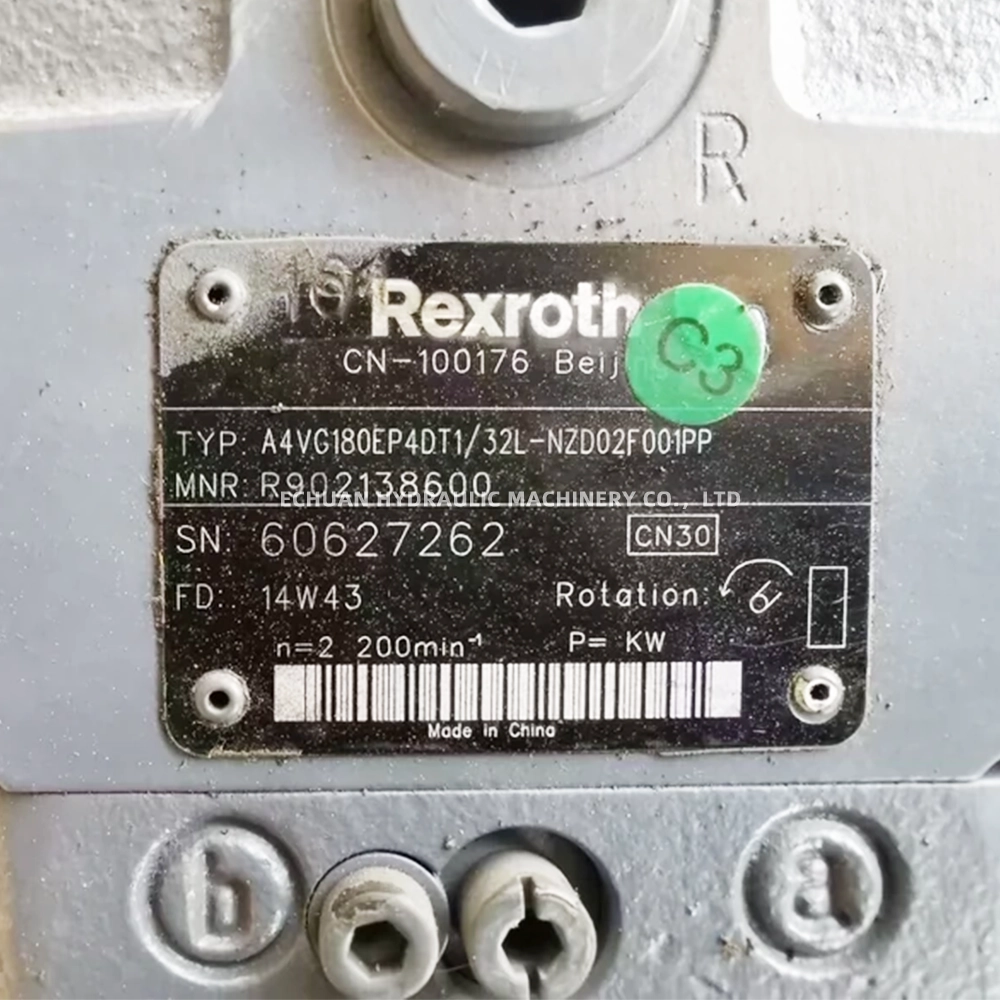 R
Rexroth
CN-100176 Beij
C3
TYP: A4VG180EP4DT1/32L-NZD02F001PP
MNR: R902138600
ECHUAN HYDRAULIC MACHINERY CO., LTD
SN: 60627262 CN30
FD: 14W43 Rotation:
n=2 200min⁻¹ P= KW
Made in China
b a